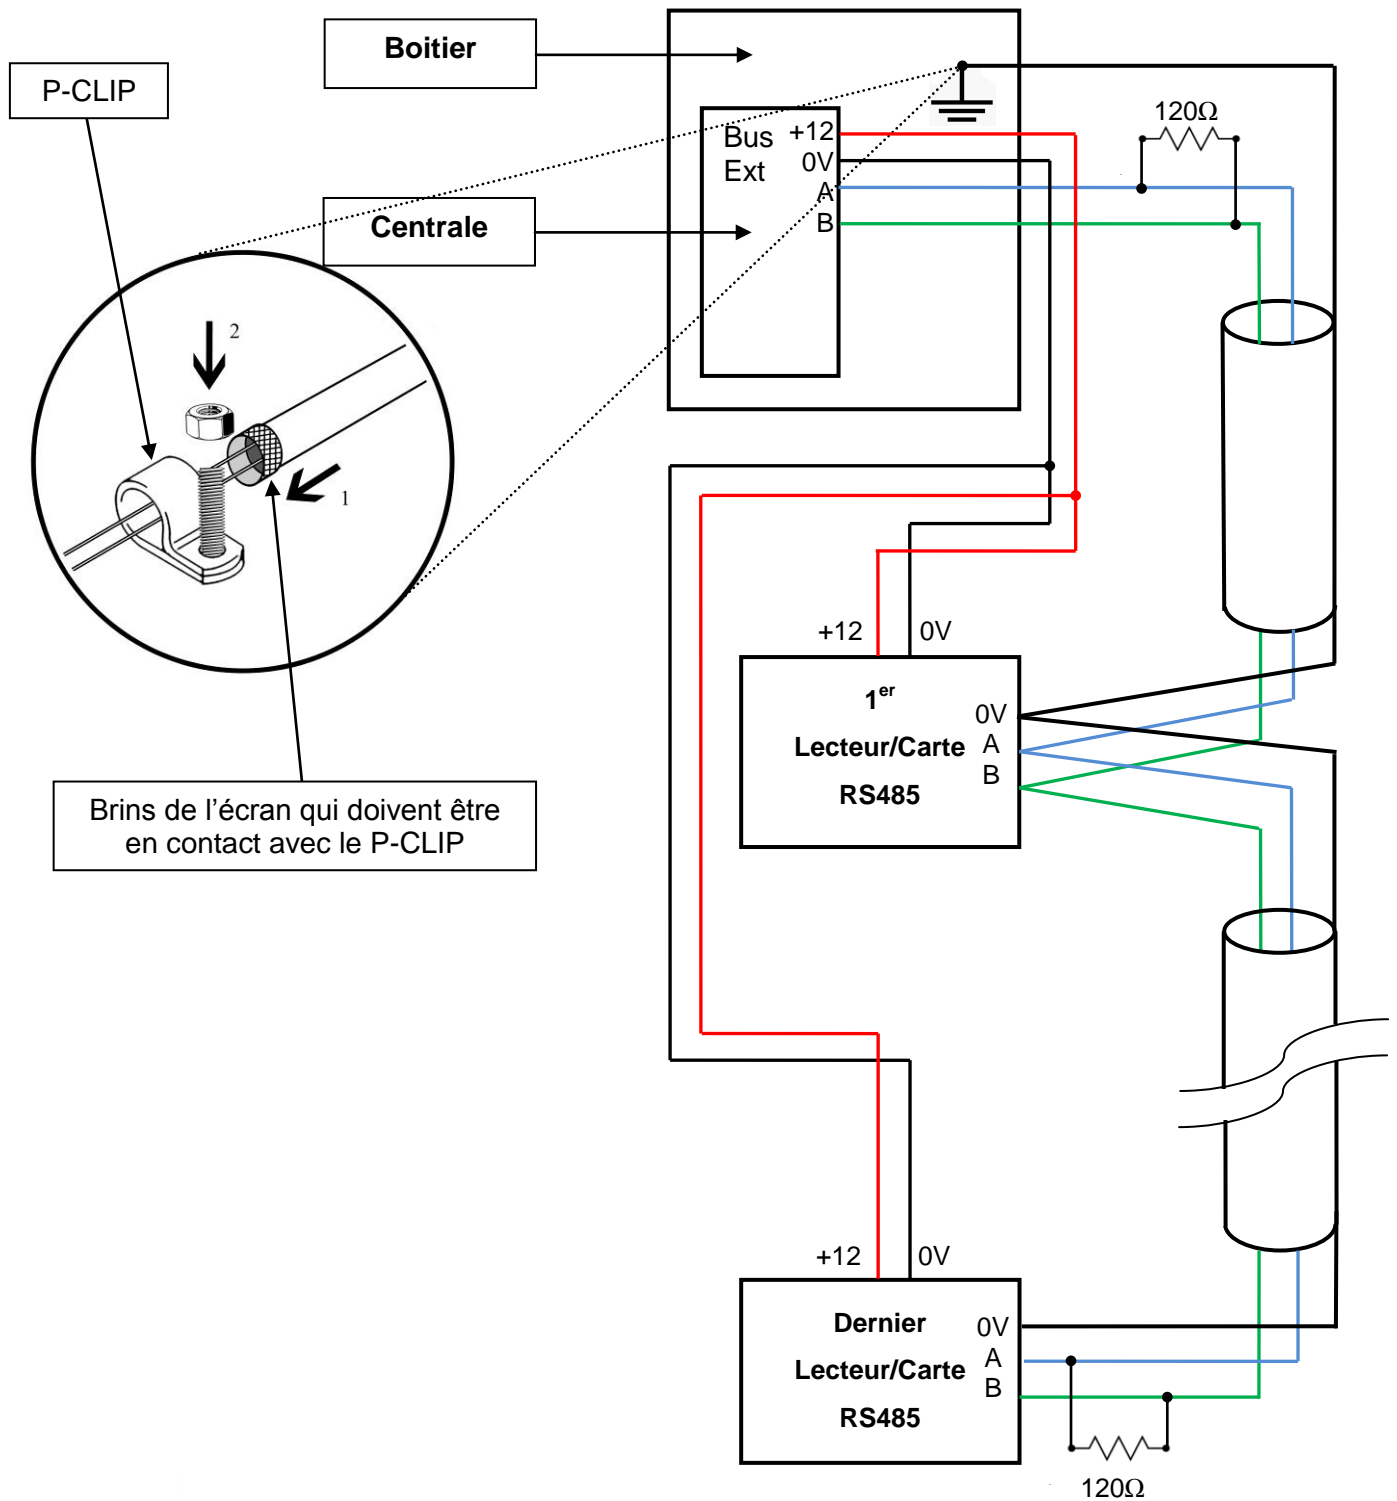 Boitier
P-CLIP
120Ω
Bus
Ext
+12
0V
A
B
Centrale
2
1
+12
0V
1er
Lecteur/Carte
RS485
0V
A
B
Brins de l’écran qui doivent être
en contact avec le P-CLIP
+12
0V
Dernier
Lecteur/Carte
RS485
0V
A
B
120Ω